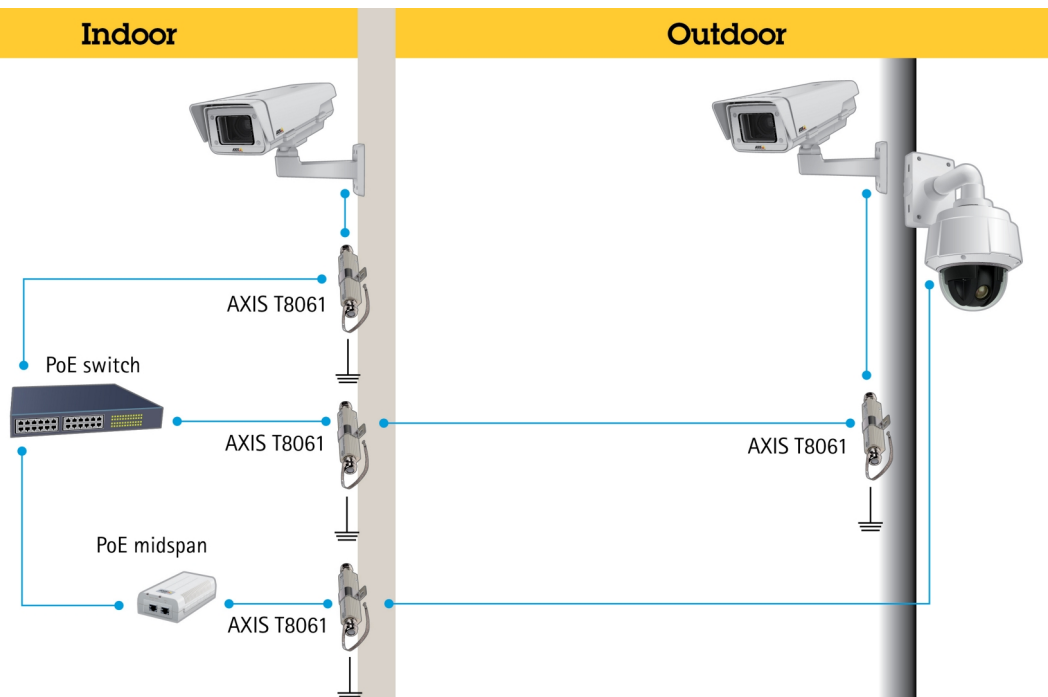 Indoor
Outdoor
AXIS T8061
PoE switch
AXIS T8061
AXIS T8061
PoE midspan
AXIS T8061